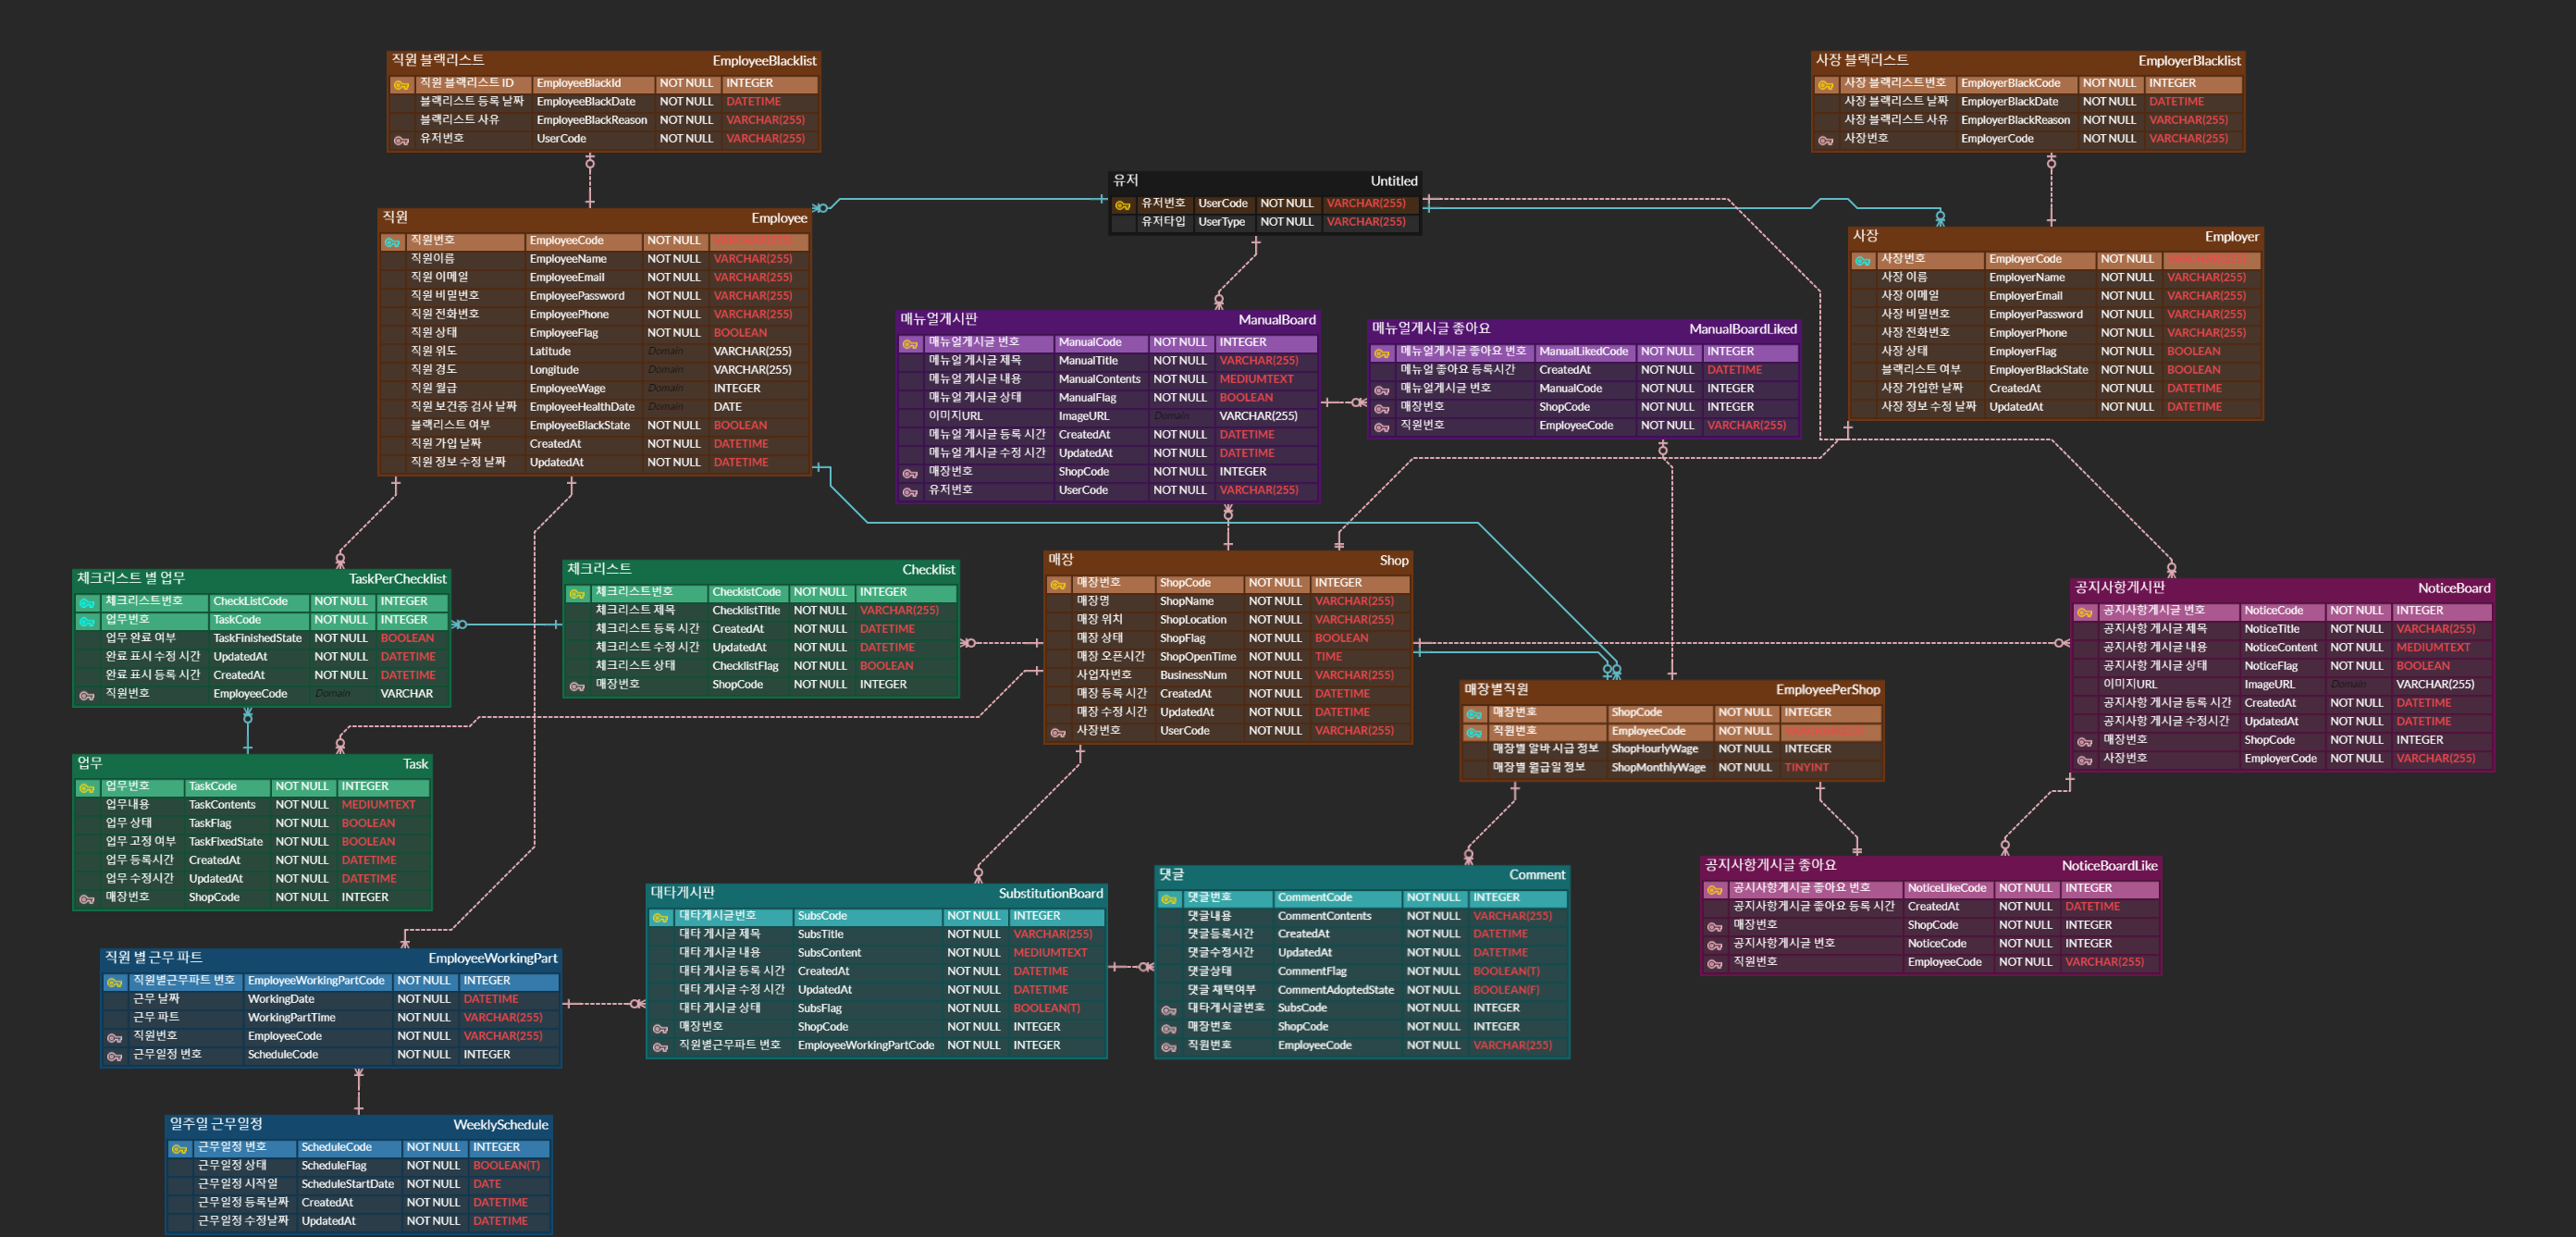 직원 블랙리스트 EmployeeBlacklist
직원 블랙리스트 ID EmployeeBlackId NOT NULL INTEGER
블랙리스트 등록 날짜 EmployeeBlackDate NOT NULL DATETIME
블랙리스트 사유 EmployeeBlackReason NOT NULL VARCHAR(255)
유저번호 UserCode NOT NULL VARCHAR(255)
사장 블랙리스트 EmployerBlacklist
사장 블랙리스트번호 EmployerBlackCode NOT NULL INTEGER
사장 블랙리스트 날짜 EmployerBlackDate NOT NULL DATETIME
사장 블랙리스트 사유 EmployerBlackReason NOT NULL VARCHAR(255)
사장번호 EmployerCode NOT NULL VARCHAR(255)
유저 Untitled
유저번호 UserCode NOT NULL VARCHAR(255)
유저타입 UserType NOT NULL VARCHAR(255)
직원 Employee
직원번호 EmployeeCode NOT NULL VARCHAR(255)
직원이름 EmployeeName NOT NULL VARCHAR(255)
직원 이메일 EmployeeEmail NOT NULL VARCHAR(255)
직원 비밀번호 EmployeePassword NOT NULL VARCHAR(255)
직원 전화번호 EmployeePhone NOT NULL VARCHAR(255)
직원 상태 EmployeeFlag NOT NULL BOOLEAN
직원 위도 Latitude Domain VARCHAR(255)
직원 경도 Longitude Domain VARCHAR(255)
직원 월급 EmployeeWage Domain INTEGER
직원 보건증 검사 날짜 EmployeeHealthDate Domain DATE
블랙리스트 여부 EmployeeBlackState NOT NULL BOOLEAN
직원 가입 날짜 CreatedAt NOT NULL DATETIME
직원 정보 수정 날짜 UpdatedAt NOT NULL DATETIME
사장 Employer
사장번호 EmployerCode NOT NULL VARCHAR(255)
사장 이름 EmployerName NOT NULL VARCHAR(255)
사장 이메일 EmployerEmail NOT NULL VARCHAR(255)
사장 비밀번호 EmployerPassword NOT NULL VARCHAR(255)
사장 전화번호 EmployerPhone NOT NULL VARCHAR(255)
사장 상태 EmployerFlag NOT NULL BOOLEAN
블랙리스트 여부 EmployerBlackState NOT NULL BOOLEAN
사장 가입한 날짜 CreatedAt NOT NULL DATETIME
사장 정보 수정 날짜 UpdatedAt NOT NULL DATETIME
메뉴얼게시판 ManualBoard
메뉴얼게시글 번호 ManualCode NOT NULL INTEGER
메뉴얼 게시글 제목 ManualTitle NOT NULL VARCHAR(255)
메뉴얼 게시글 내용 ManualContents NOT NULL MEDIUMTEXT
메뉴얼 게시글 상태 ManualFlag NOT NULL BOOLEAN
이미지URL ImageURL Domain VARCHAR(255)
메뉴얼 게시글 등록 시간 CreatedAt NOT NULL DATETIME
메뉴얼 게시글 수정 시간 UpdatedAt NOT NULL DATETIME
매장번호 ShopCode NOT NULL INTEGER
유저번호 UserCode NOT NULL VARCHAR(255)
메뉴얼게시글 좋아요 ManualBoardLiked
메뉴얼게시글 좋아요 번호 ManualLikedCode NOT NULL INTEGER
메뉴얼 좋아요 등록시간 CreatedAt NOT NULL DATETIME
메뉴얼게시글 번호 ManualCode NOT NULL INTEGER
매장번호 ShopCode NOT NULL INTEGER
직원번호 EmployeeCode NOT NULL VARCHAR(255)
체크리스트 별 업무 TaskPerChecklist
체크리스트번호 CheckListCode NOT NULL INTEGER
업무번호 TaskCode NOT NULL INTEGER
업무 완료 여부 TaskFinishedState NOT NULL BOOLEAN
완료 표시 수정 시간 UpdatedAt NOT NULL DATETIME
완료 표시 등록 시간 CreatedAt NOT NULL DATETIME
직원번호 EmployeeCode Domain VARCHAR
체크리스트 Checklist
체크리스트번호 ChecklistCode NOT NULL INTEGER
체크리스트 제목 ChecklistTitle NOT NULL VARCHAR(255)
체크리스트 등록 시간 CreatedAt NOT NULL DATETIME
체크리스트 수정 시간 UpdatedAt NOT NULL DATETIME
체크리스트 상태 ChecklistFlag NOT NULL BOOLEAN
매장번호 ShopCode NOT NULL INTEGER
매장 Shop
매장번호 ShopCode NOT NULL INTEGER
매장명 ShopName NOT NULL VARCHAR(255)
매장 위치 ShopLocation NOT NULL VARCHAR(255)
매장 상태 ShopFlag NOT NULL BOOLEAN
매장 오픈시간 ShopOpenTime NOT NULL TIME
사업자번호 BusinessNum NOT NULL VARCHAR(255)
매장 등록 시간 CreatedAt NOT NULL DATETIME
매장 수정 시간 UpdatedAt NOT NULL DATETIME
사장번호 UserCode NOT NULL VARCHAR(255)
공지사항게시판 NoticeBoard
공지사항게시글 번호 NoticeCode NOT NULL INTEGER
공지사항 게시글 제목 NoticeTitle NOT NULL VARCHAR(255)
공지사항 게시글 내용 NoticeContent NOT NULL MEDIUMTEXT
공지사항 게시글 상태 NoticeFlag NOT NULL BOOLEAN
이미지URL ImageURL Domain VARCHAR(255)
공지사항 게시글 등록 시간 CreatedAt NOT NULL DATETIME
공지사항 게시글 수정시간 UpdatedAt NOT NULL DATETIME
매장번호 ShopCode NOT NULL INTEGER
사장번호 EmployerCode NOT NULL VARCHAR(255)
매장별직원 EmployeePerShop
매장번호 ShopCode NOT NULL INTEGER
직원번호 EmployeeCode NOT NULL VARCHAR(255)
매장별 알바 시급 정보 ShopHourlyWage NOT NULL INTEGER
매장별 월급일 정보 ShopMonthlyWage NOT NULL TINYINT
업무 Task
업무번호 TaskCode NOT NULL INTEGER
업무내용 TaskContents NOT NULL MEDIUMTEXT
업무 상태 TaskFlag NOT NULL BOOLEAN
업무 고정 여부 TaskFixedState NOT NULL BOOLEAN
업무 등록시간 CreatedAt NOT NULL DATETIME
업무 수정시간 UpdatedAt NOT NULL DATETIME
매장번호 ShopCode NOT NULL INTEGER
대타게시판 SubstitutionBoard
대타게시글번호 SubsCode NOT NULL INTEGER
대타 게시글 제목 SubsTitle NOT NULL VARCHAR(255)
대타 게시글 내용 SubsContent NOT NULL MEDIUMTEXT
대타 게시글 등록 시간 CreatedAt NOT NULL DATETIME
대타 게시글 수정 시간 UpdatedAt NOT NULL DATETIME
대타 게시글 상태 SubsFlag NOT NULL BOOLEAN(T)
매장번호 ShopCode NOT NULL INTEGER
직원별근무파트 번호 EmployeeWorkingPartCode NOT NULL INTEGER
댓글 Comment
댓글번호 CommentCode NOT NULL INTEGER
댓글내용 CommentContents NOT NULL VARCHAR(255)
댓글등록시간 CreatedAt NOT NULL DATETIME
댓글수정시간 UpdatedAt NOT NULL DATETIME
댓글상태 CommentFlag NOT NULL BOOLEAN(T)
댓글 채택여부 CommentAdoptedState NOT NULL BOOLEAN(F)
대타게시글번호 SubsCode NOT NULL INTEGER
매장번호 ShopCode NOT NULL INTEGER
직원번호 EmployeeCode NOT NULL VARCHAR(255)
공지사항게시글 좋아요 NoticeBoardLike
공시사항게시글 좋아요 번호 NoticeLikeCode NOT NULL INTEGER
공지사항게시글 좋아요 등록 시간 CreatedAt NOT NULL DATETIME
매장번호 ShopCode NOT NULL INTEGER
공지사항게시글 번호 NoticeCode NOT NULL INTEGER
직원번호 EmployeeCode NOT NULL VARCHAR(255)
직원 별 근무 파트 EmployeeWorkingPart
직원별근무파트 번호 EmployeeWorkingPartCode NOT NULL INTEGER
근무 날짜 WorkingDate NOT NULL DATETIME
근무 파트 WorkingPartTime NOT NULL VARCHAR(255)
직원번호 EmployeeCode NOT NULL VARCHAR(255)
근무일정 번호 ScheduleCode NOT NULL INTEGER
일주일 근무일정 WeeklySchedule
근무일정 번호 ScheduleCode NOT NULL INTEGER
근무일정 상태 ScheduleFlag NOT NULL BOOLEAN(T)
근무일정 시작일 ScheduleStartDate NOT NULL DATE
근무일정 등록날짜 CreatedAt NOT NULL DATETIME
근무일정 수정날짜 UpdatedAt NOT NULL DATETIME